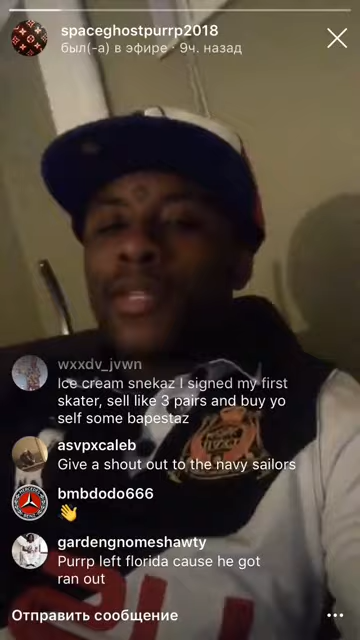 spaceghostpurrp2018
был(-а) в эфире · 9ч. назад
wxxdv_jvwn
Ice cream snekaz I signed my first
skater, sell like 3 pairs and buy yo
self some bapestaz
asvpxcaleb
Give a shout out to the navy sailors
bmbdodo666
👋
gardengnomeshawty
Purrp left florida cause he got
ran out
Отправить сообщение